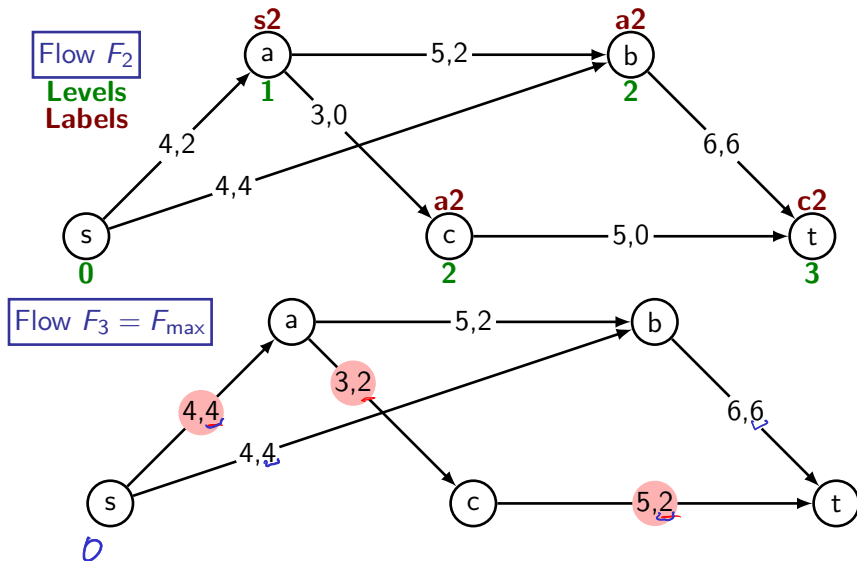 s2 a2
Flow F₂ a 5,2 b
Levels 1 2
Labels 3,0
4,2 6,6
4,4
a2 c2
s c 5,0 t
0 2 3
Flow F₃ = Fmax a 5,2 b
3,2
4,4 6,6
4,4
s c 5,2 t
0